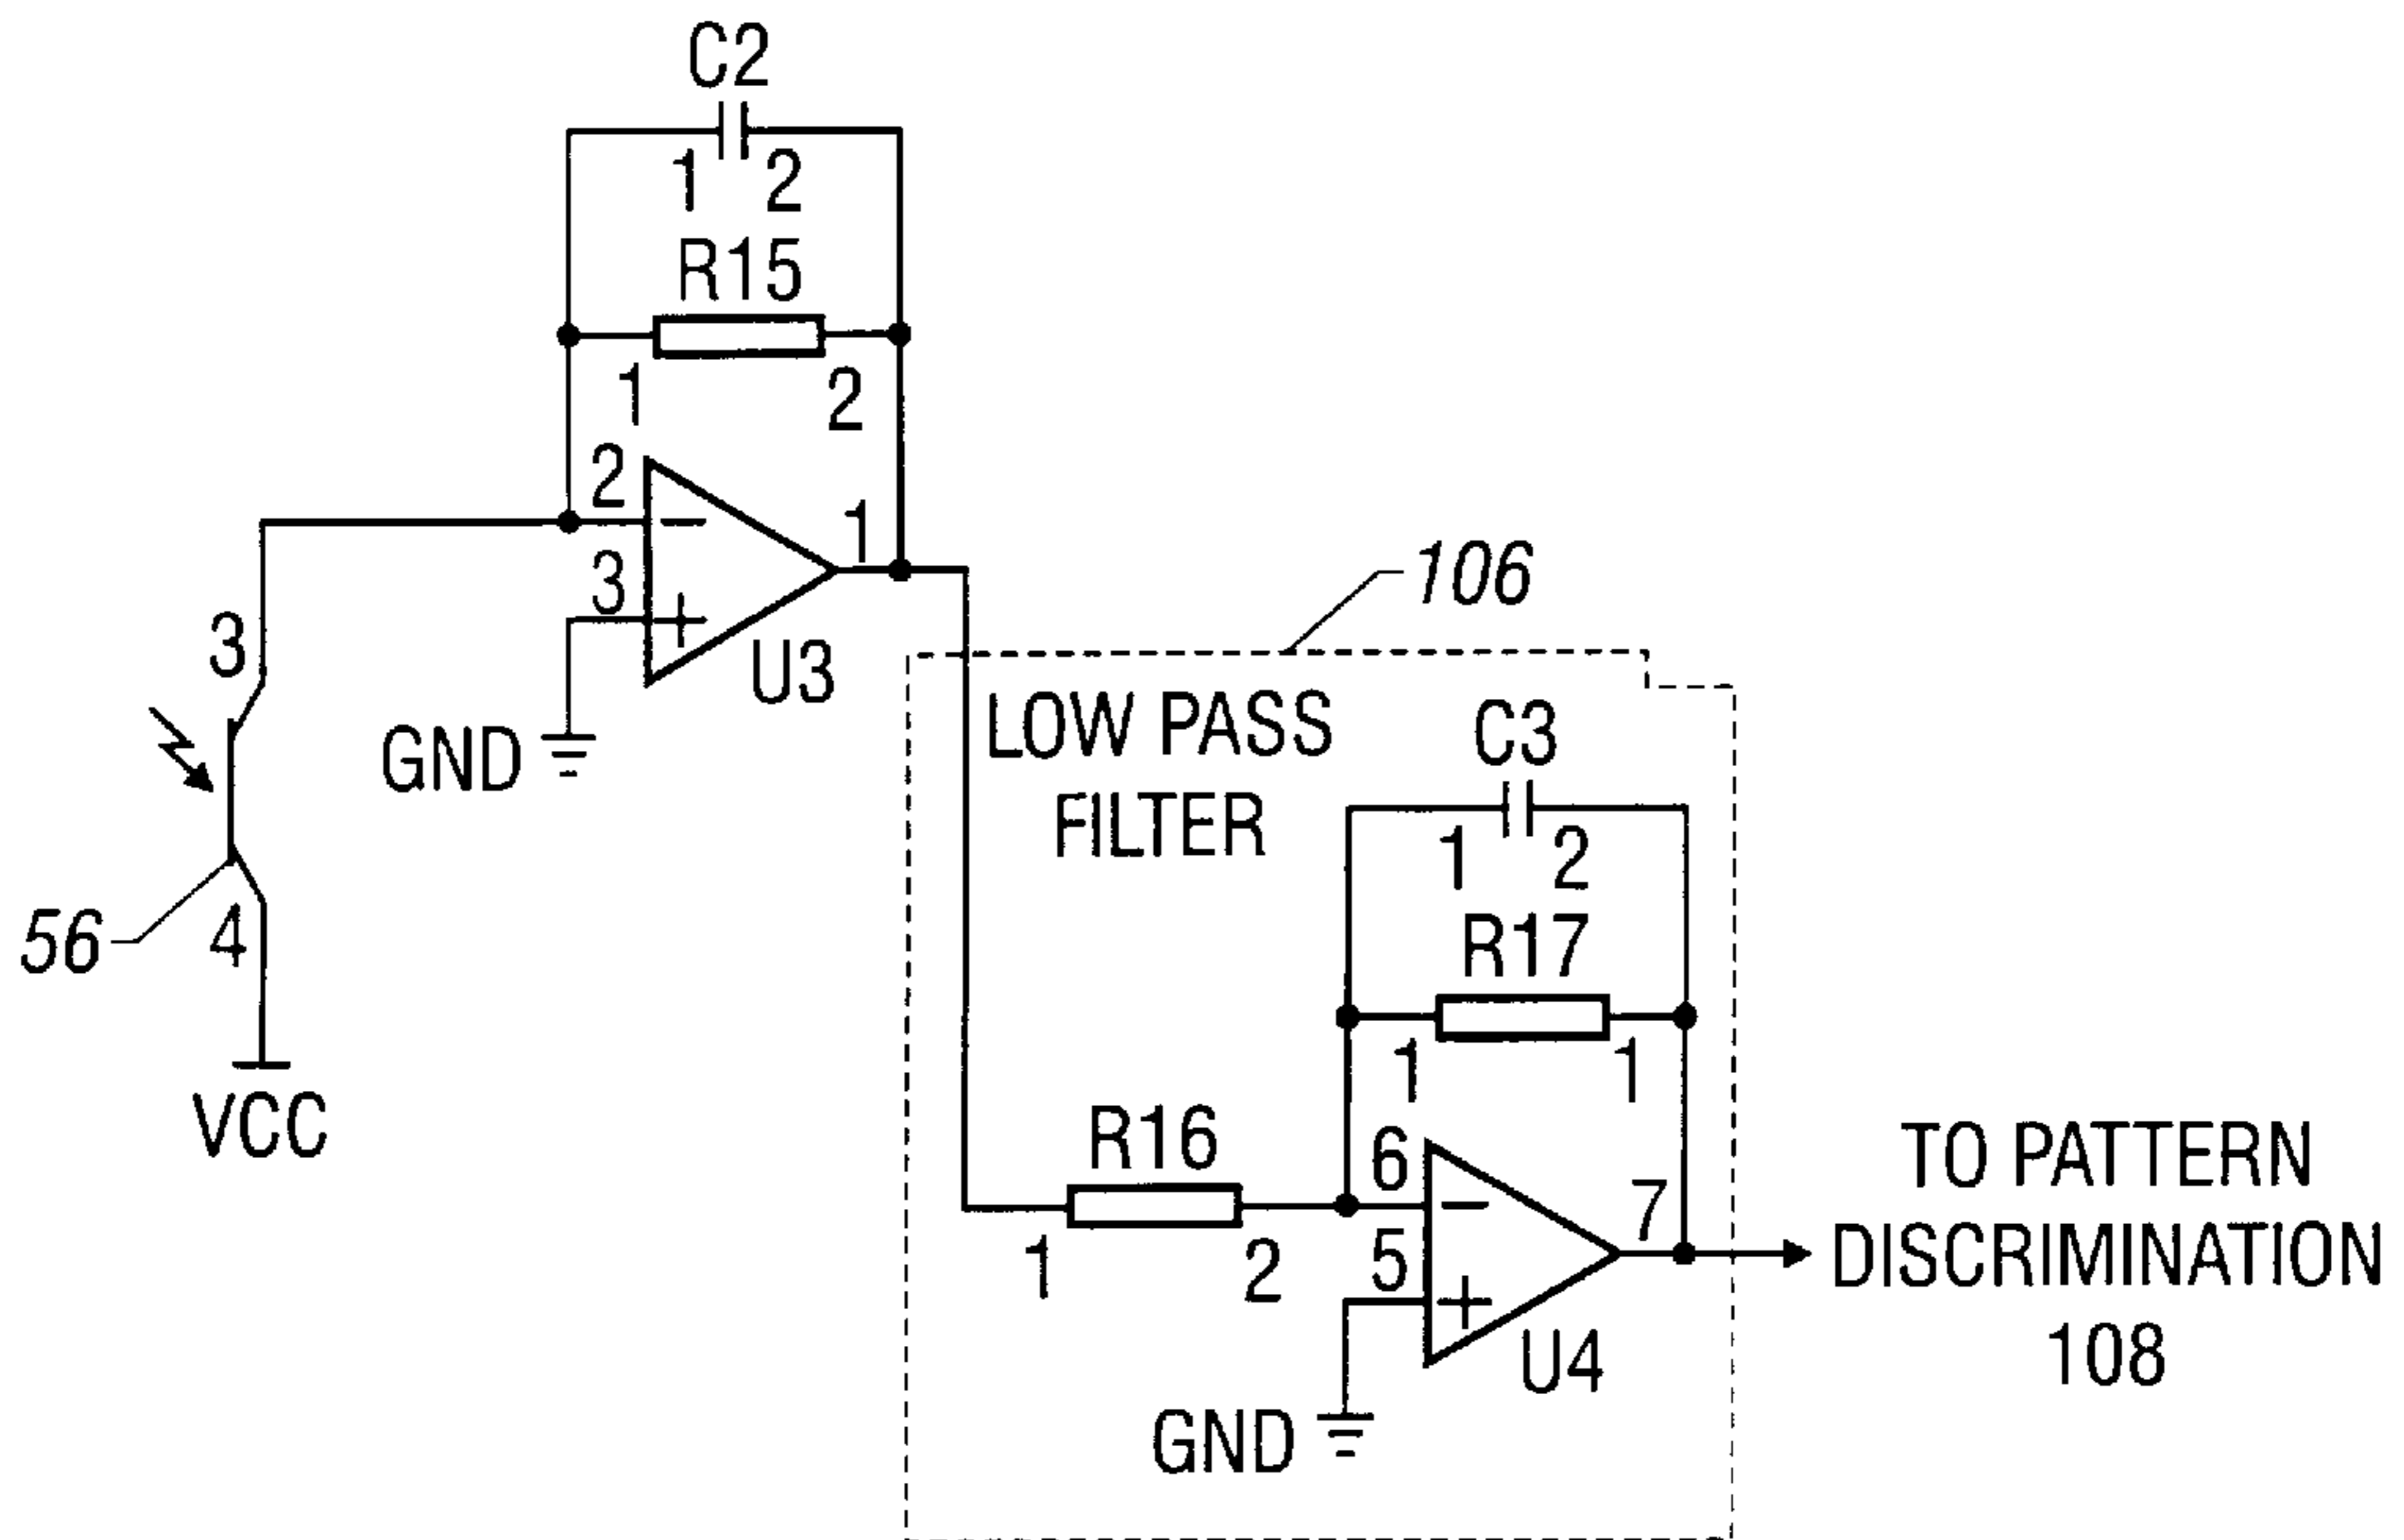 C2
1 2
R15
1 2
2
3
1
U3
GND
3
56
4
VCC
106
LOW PASS
FILTER
C3
1 2
R17
1 1
R16
1 2
6
5
7
U4
GND
TO PATTERN
DISCRIMINATION
108